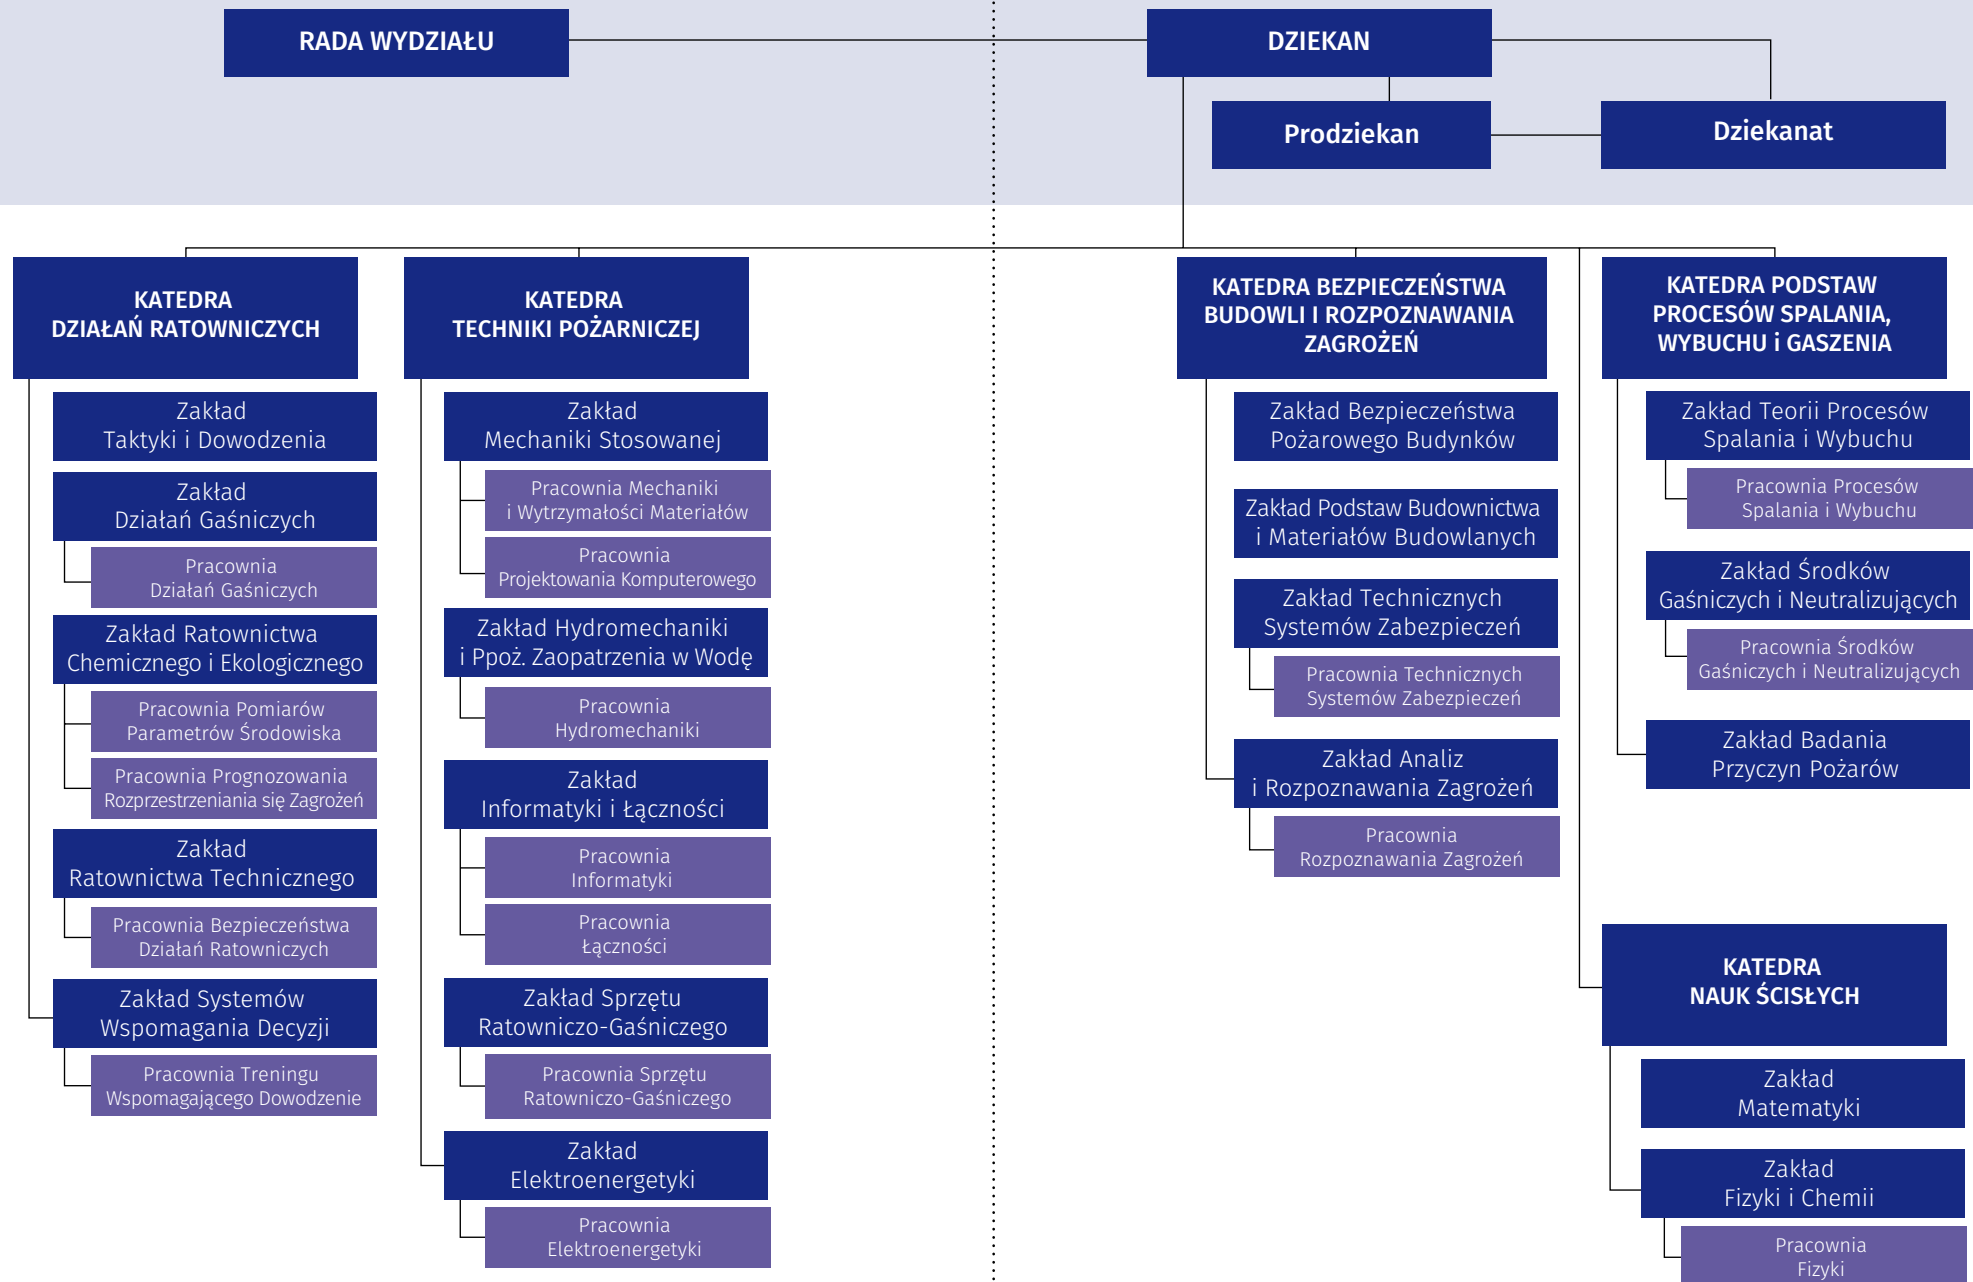 RADA WYDZIAŁU
DZIEKAN
Prodziekan
Dziekanat
KATEDRA
DZIAŁAŃ RATOWNICZYCH
Zakład
Taktyki i Dowodzenia
Zakład
Działań Gaśniczych
Pracownia
Działań Gaśniczych
Zakład Ratownictwa
Chemicznego i Ekologicznego
Pracownia Pomiarów
Parametrów Środowiska
Pracownia Prognozowania
Rozprzestrzeniania się Zagrożeń
Zakład
Ratownictwa Technicznego
Pracownia Bezpieczeństwa
Działań Ratowniczych
Zakład Systemów
Wspomagania Decyzji
Pracownia Treningu
Wspomagającego Dowodzenie
KATEDRA
TECHNIKI POŻARNICZEJ
Zakład
Mechaniki Stosowanej
Pracownia Mechaniki
i Wytrzymałości Materiałów
Pracownia
Projektowania Komputerowego
Zakład Hydromechaniki
i Ppoż. Zaopatrzenia w Wodę
Pracownia
Hydromechaniki
Zakład
Informatyki i Łączności
Pracownia
Informatyki
Pracownia
Łączności
Zakład Sprzętu
Ratowniczo-Gaśniczego
Pracownia Sprzętu
Ratowniczo-Gaśniczego
Zakład
Elektroenergetyki
Pracownia
Elektroenergetyki
KATEDRA BEZPIECZEŃSTWA
BUDOWLI I ROZPOZNAWANIA
ZAGROŻEŃ
Zakład Bezpieczeństwa
Pożarowego Budynków
Zakład Podstaw Budownictwa
i Materiałów Budowlanych
Zakład Technicznych
Systemów Zabezpieczeń
Pracownia Technicznych
Systemów Zabezpieczeń
Zakład Analiz
i Rozpoznawania Zagrożeń
Pracownia
Rozpoznawania Zagrożeń
KATEDRA PODSTAW
PROCESÓW SPALANIA,
WYBUCHU i GASZENIA
Zakład Teorii Procesów
Spalania i Wybuchu
Pracownia Procesów
Spalania i Wybuchu
Zakład Środków
Gaśniczych i Neutralizujących
Pracownia Środków
Gaśniczych i Neutralizujących
Zakład Badania
Przyczyn Pożarów
KATEDRA
NAUK ŚCISŁYCH
Zakład
Matematyki
Zakład
Fizyki i Chemii
Pracownia
Fizyki